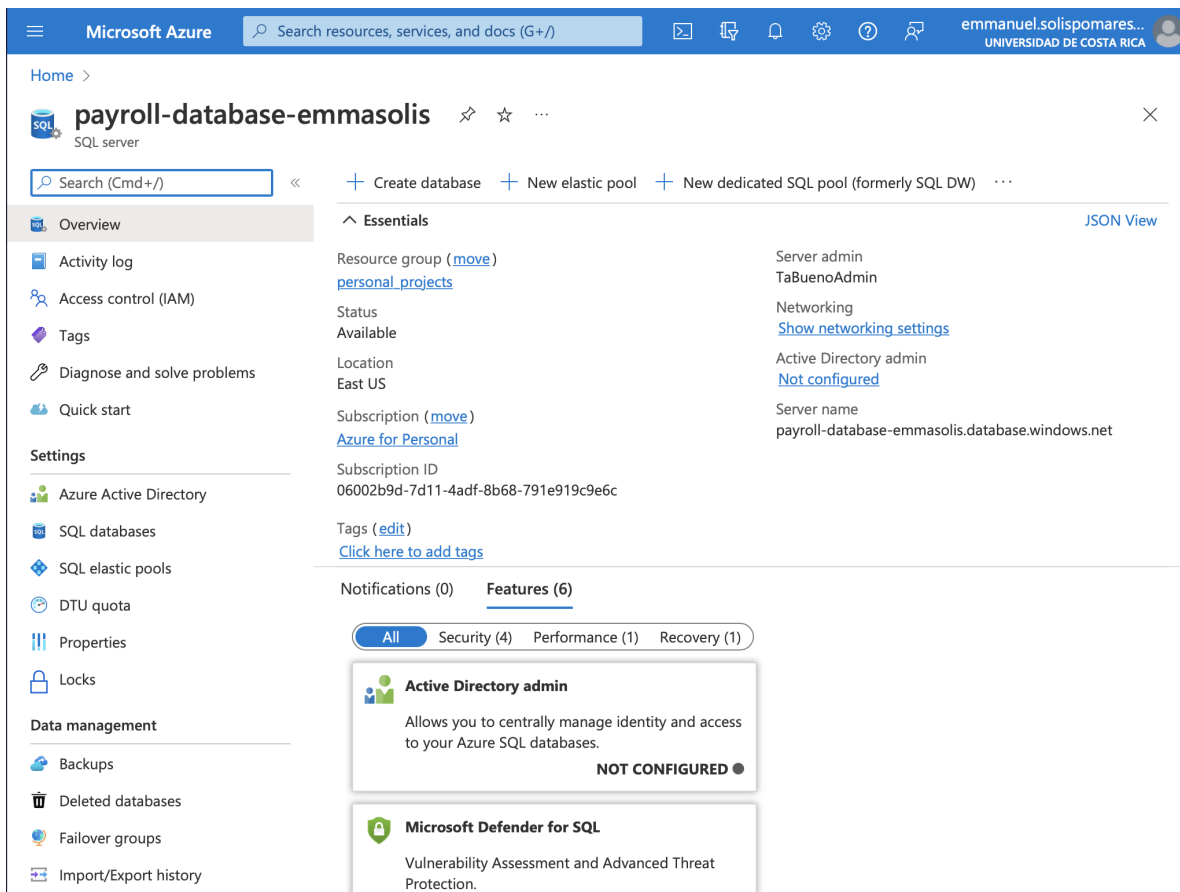 Microsoft Azure
Search resources, services, and docs (G+/)
emmanuel.solispomares...
UNIVERSIDAD DE COSTA RICA
Home >
SQL
payroll-database-emmasolis
...
SQL server
Search (Cmd+/)
«
Overview
Activity log
Access control (IAM)
Tags
Diagnose and solve problems
Quick start
Settings
Azure Active Directory
SQL databases
SQL elastic pools
DTU quota
Properties
Locks
Data management
Backups
Deleted databases
Failover groups
Import/Export history
+ Create database
+ New elastic pool
+ New dedicated SQL pool (formerly SQL DW)
...
Essentials
JSON View
Resource group (move)
personal_projects
Status
Available
Location
East US
Subscription (move)
Azure for Personal
Subscription ID
06002b9d-7d11-4adf-8b68-791e919c9e6c
Tags (edit)
Click here to add tags
Server admin
TaBuenoAdmin
Networking
Show networking settings
Active Directory admin
Not configured
Server name
payroll-database-emmasolis.database.windows.net
Notifications (0)
Features (6)
All
Security (4)
Performance (1)
Recovery (1)
Active Directory admin
Allows you to centrally manage identity and access
to your Azure SQL databases.
NOT CONFIGURED
Microsoft Defender for SQL
Vulnerability Assessment and Advanced Threat
Protection.